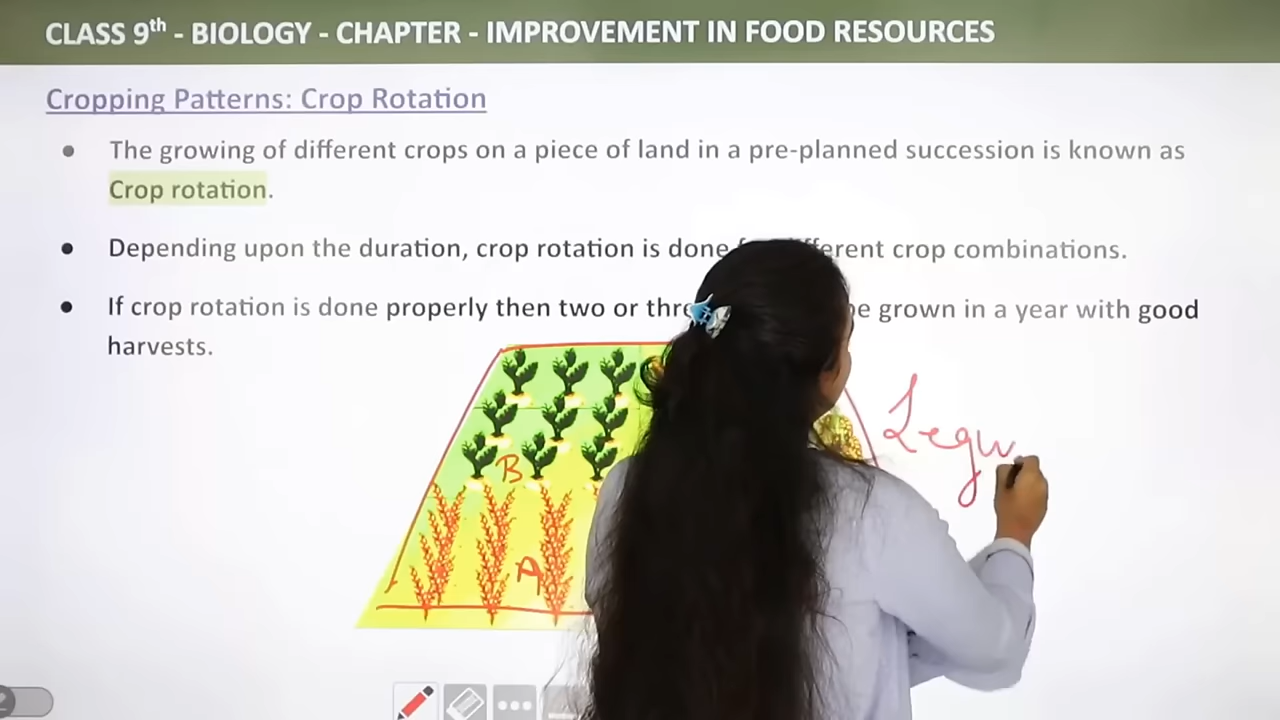 CLASS 9th - BIOLOGY - CHAPTER - IMPROVEMENT IN FOOD RESOURCES
Cropping Patterns: Crop Rotation
The growing of different crops on a piece of land in a pre-planned succession is known as
Crop rotation.
Depending upon the duration, crop rotation is done erent crop combinations.
If crop rotation is done properly then two or thre e grown in a year with good
harvests.
Legu
B
A